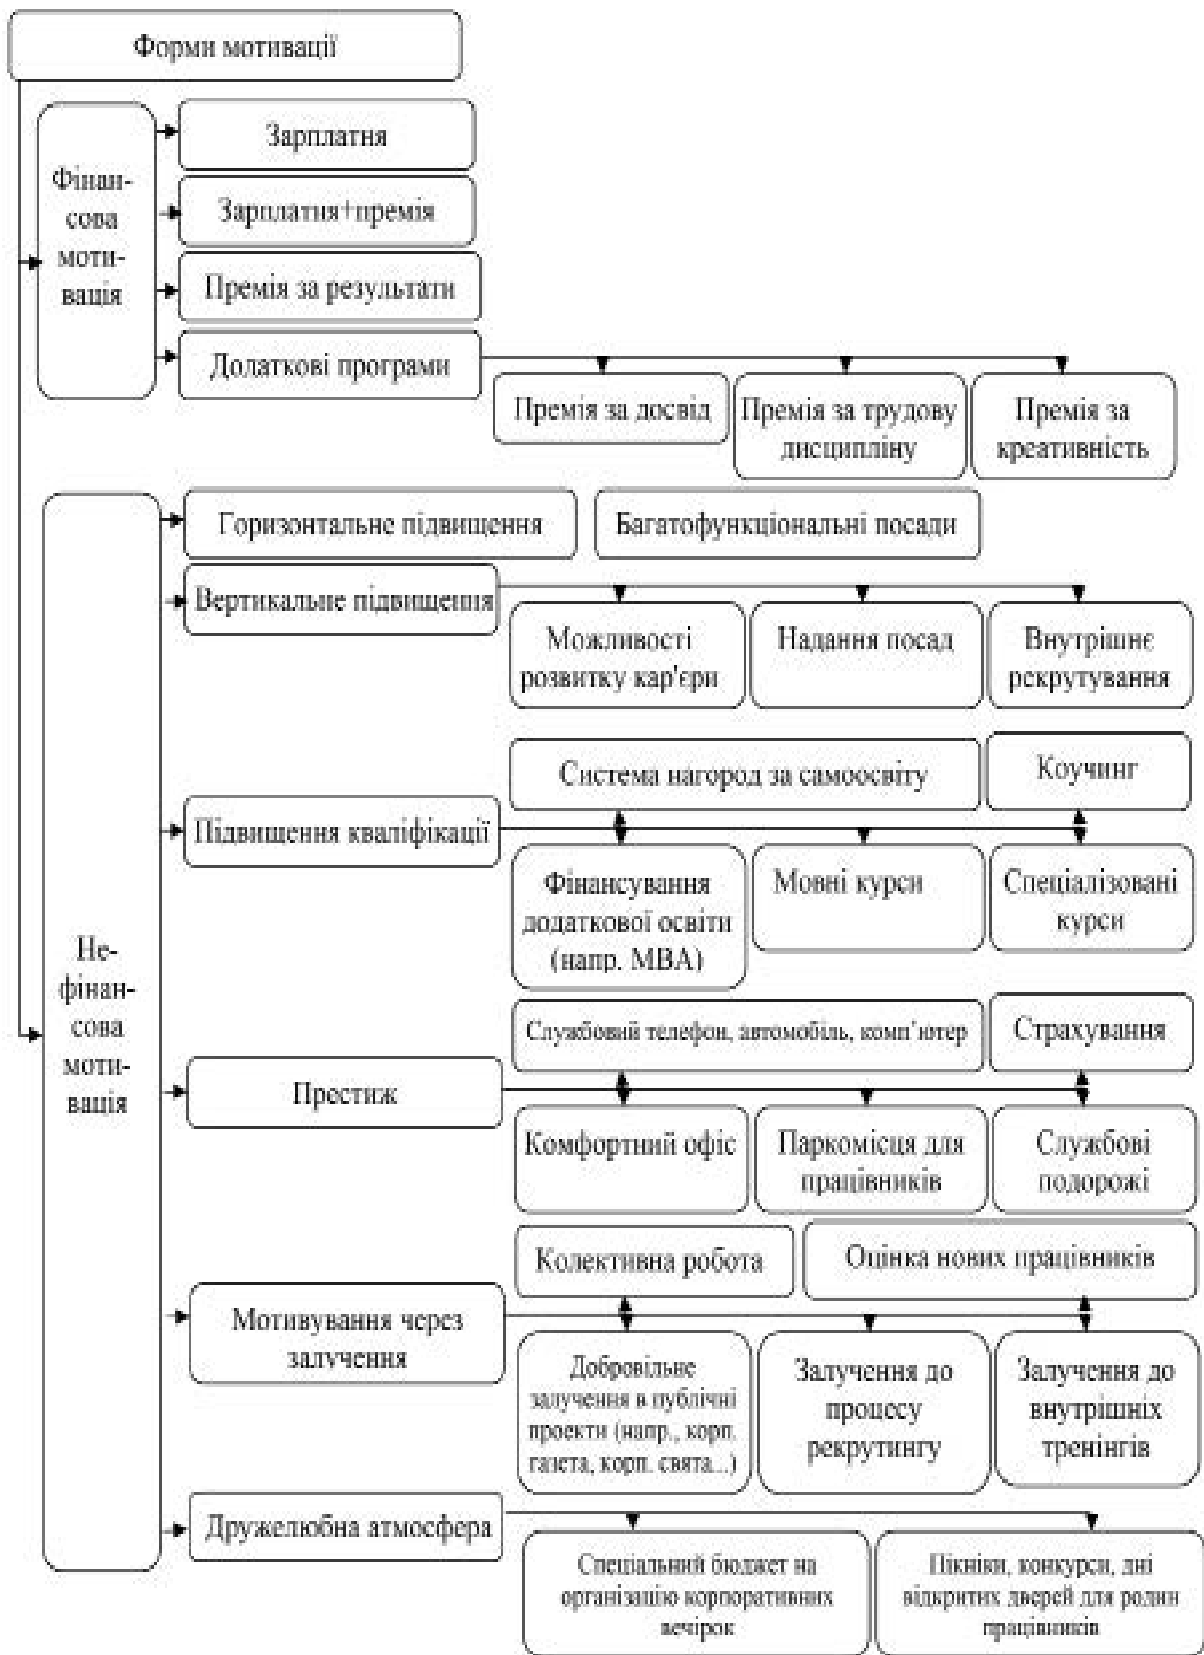 Форми мотивації
Фінан-
сова
моти-
вація
Зарплатня
Зарплатня+премія
Премія за результати
Додаткові програми
Премія за досвід
Премія за трудову
дисципліну
Премія за
креативність
Не-
фінан-
сова
моти-
вація
Горизонтальне підвищення
Багатофункціональні посади
Вертикальне підвищення
Можливості
розвитку кар'єри
Надання посад
Внутрішнє
рекрутування
Система нагород за самоосвіту
Коучинг
Підвищення кваліфікації
Фінансування
додаткової освіти
(напр. МВА)
Мовні курси
Спеціалізовані
курси
Службовий телефон, автомобіль, комп’ютер
Страхування
Престиж
Комфортний офіс
Паркомісця для
працівників
Службові
подорожі
Колективна робота
Оцінка нових працівників
Мотивування через
залучення
Добровільне
залучення в публічні
проекти (напр., корп.
газета, корп. свята...)
Залучення до
процесу
рекрутингу
Залучення до
внутрішніх
тренінгів
Дружелюбна атмосфера
Спеціальний бюджет на
організацію корпоративних
вечірок
Пікніки, конкурси, дні
відкритих дверей для родин
працівників